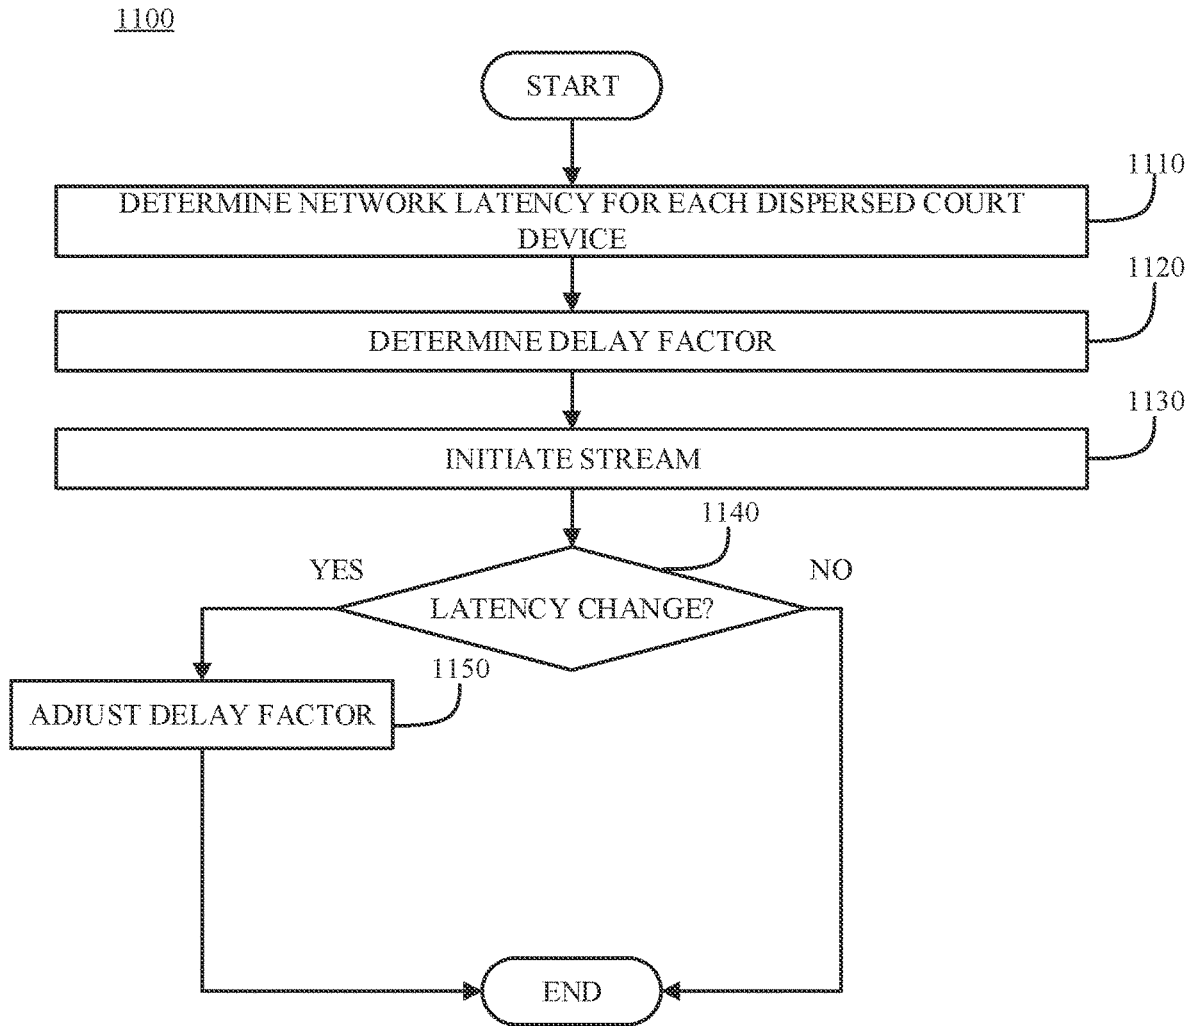 1100
START
1110
DETERMINE NETWORK LATENCY FOR EACH DISPERSED COURT
DEVICE
1120
DETERMINE DELAY FACTOR
1130
INITIATE STREAM
1140
YES
NO
LATENCY CHANGE?
1150
ADJUST DELAY FACTOR
END